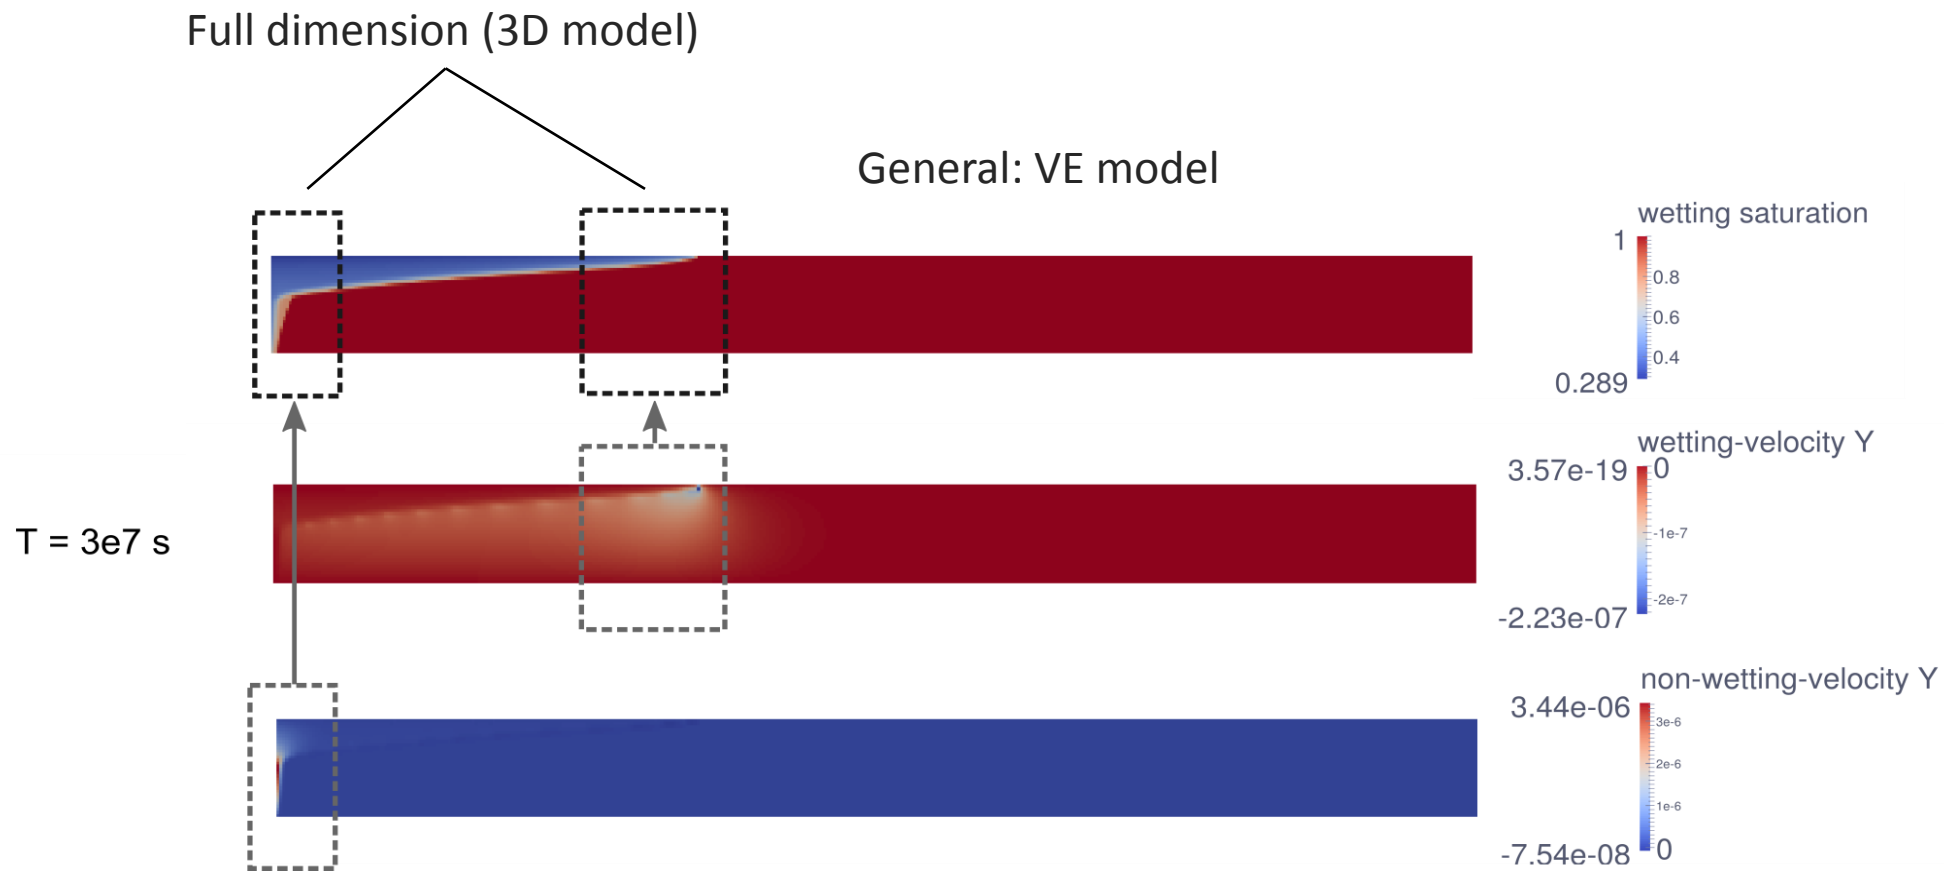 Full dimension (3D model)
General: VE model
wetting saturation
1
0.8
0.6
0.4
0.289
wetting-velocity Y
3.57e-19
0
-1e-7
-2e-7
-2.23e-07
T = 3e7 s
non-wetting-velocity Y
3.44e-06
3e-6
2e-6
1e-6
0
-7.54e-08